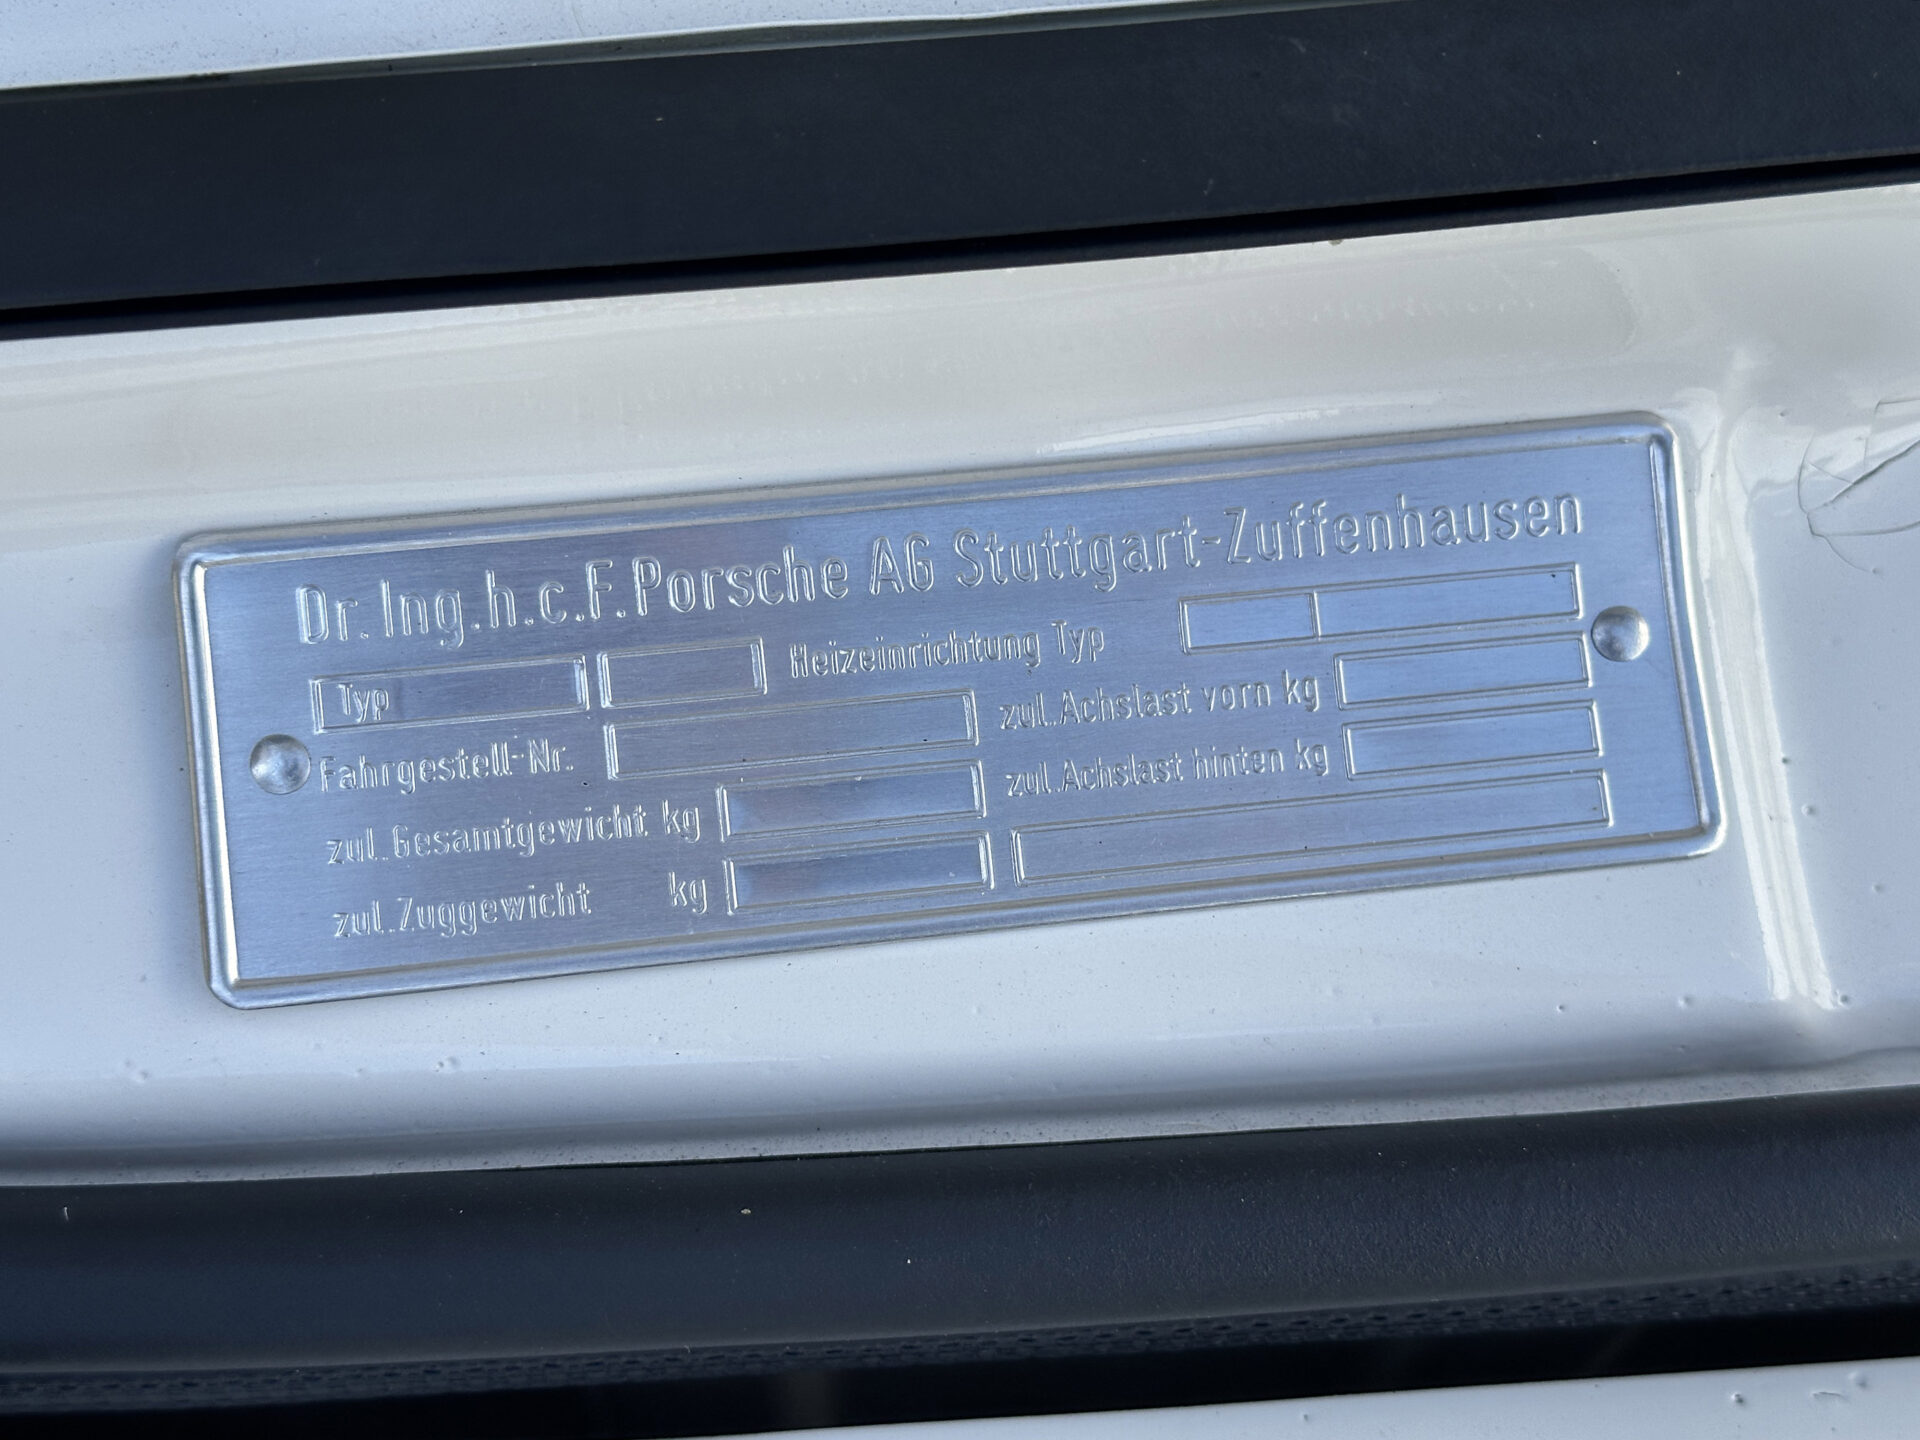 Dr. Ing. h. c. F. Porsche AG Stuttgart-Zuffenhausen
Typ Heizeinrichtung Typ
Fahrgestell-Nr. zul. Achslast vorn kg
zul. Gesamtgewicht kg zul. Achslast hinten kg
zul. Zuggewicht kg